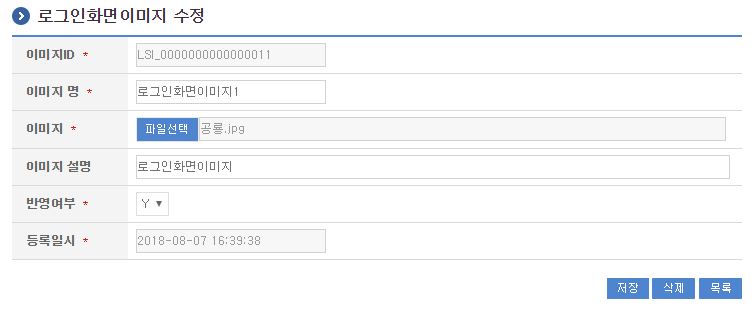 로그인화면이미지 수정
이미지ID * LSI_0000000000000011
이미지 명 * 로그인화면이미지1
이미지 * 파일선택 공룡.jpg
이미지 설명 로그인화면이미지
반영여부 * Y ▼
등록일시 * 2018-08-07 16:39:38
저장 삭제 목록